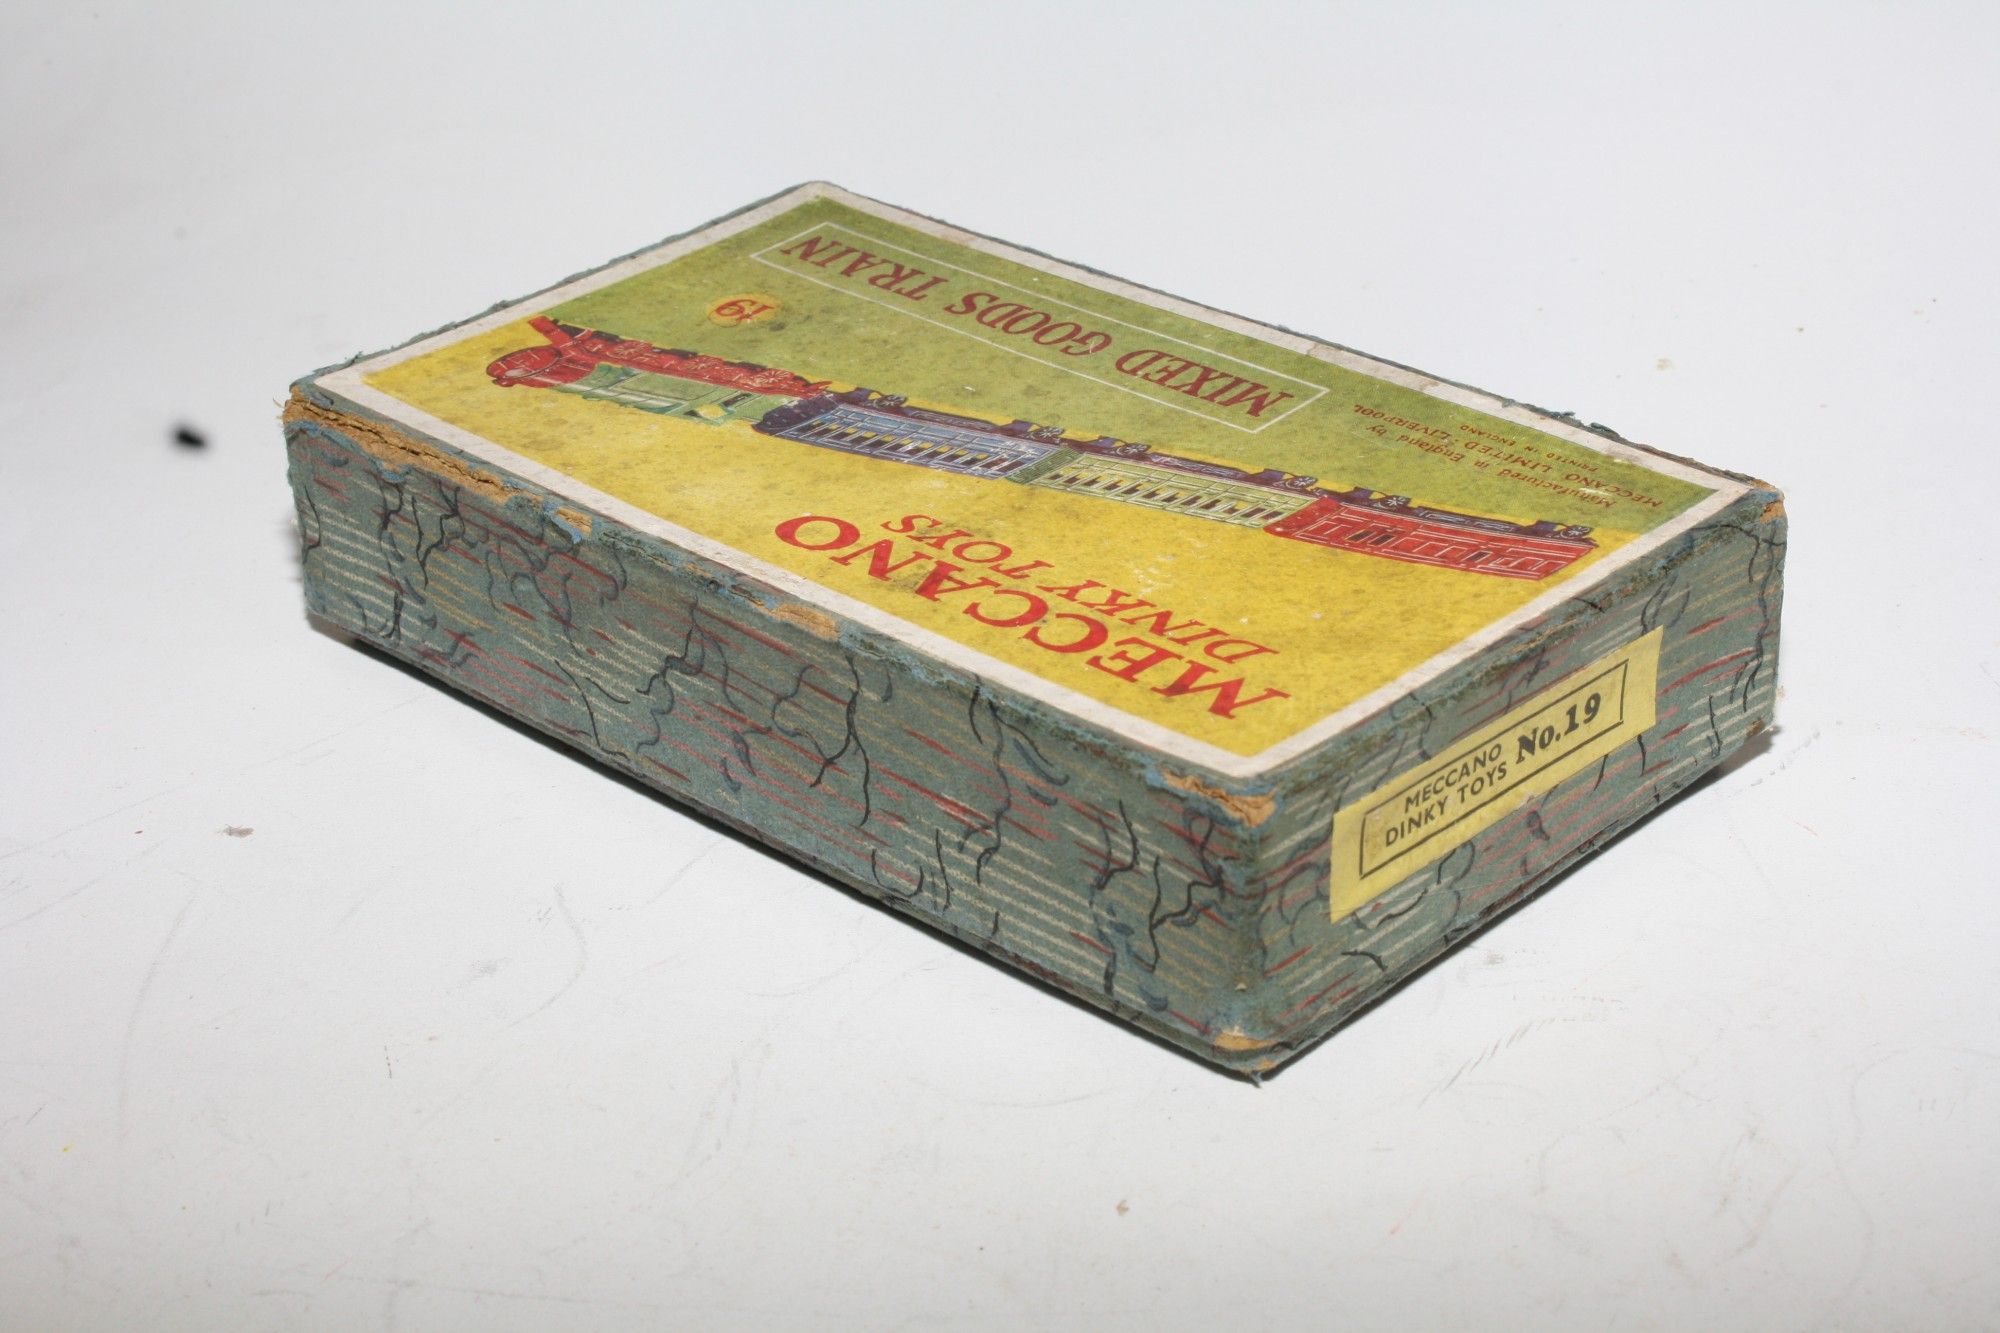 MECCANO
DINKY TOYS
19
MIXED GOODS TRAIN
Manufactured in England by
MECCANO LIMITED · LIVERPOOL
PRINTED IN ENGLAND
MECCANO
DINKY TOYS No. 19